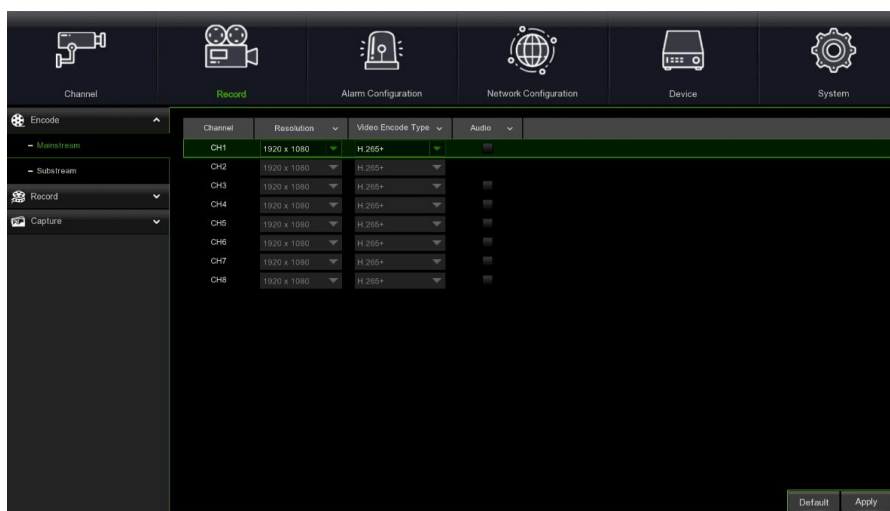 Channel Record Alarm Configuration Network Configuration Device System
Encode
Mainstream
Substream
Record
Capture
Channel Resolution Video Encode Type Audio
CH1 1920 x 1080 H.265+
CH2 1920 x 1080 H.265+
CH3 1920 x 1080 H.265+
CH4 1920 x 1080 H.265+
CH5 1920 x 1080 H.265+
CH6 1920 x 1080 H.265+
CH7 1920 x 1080 H.265+
CH8 1920 x 1080 H.265+
Default Apply